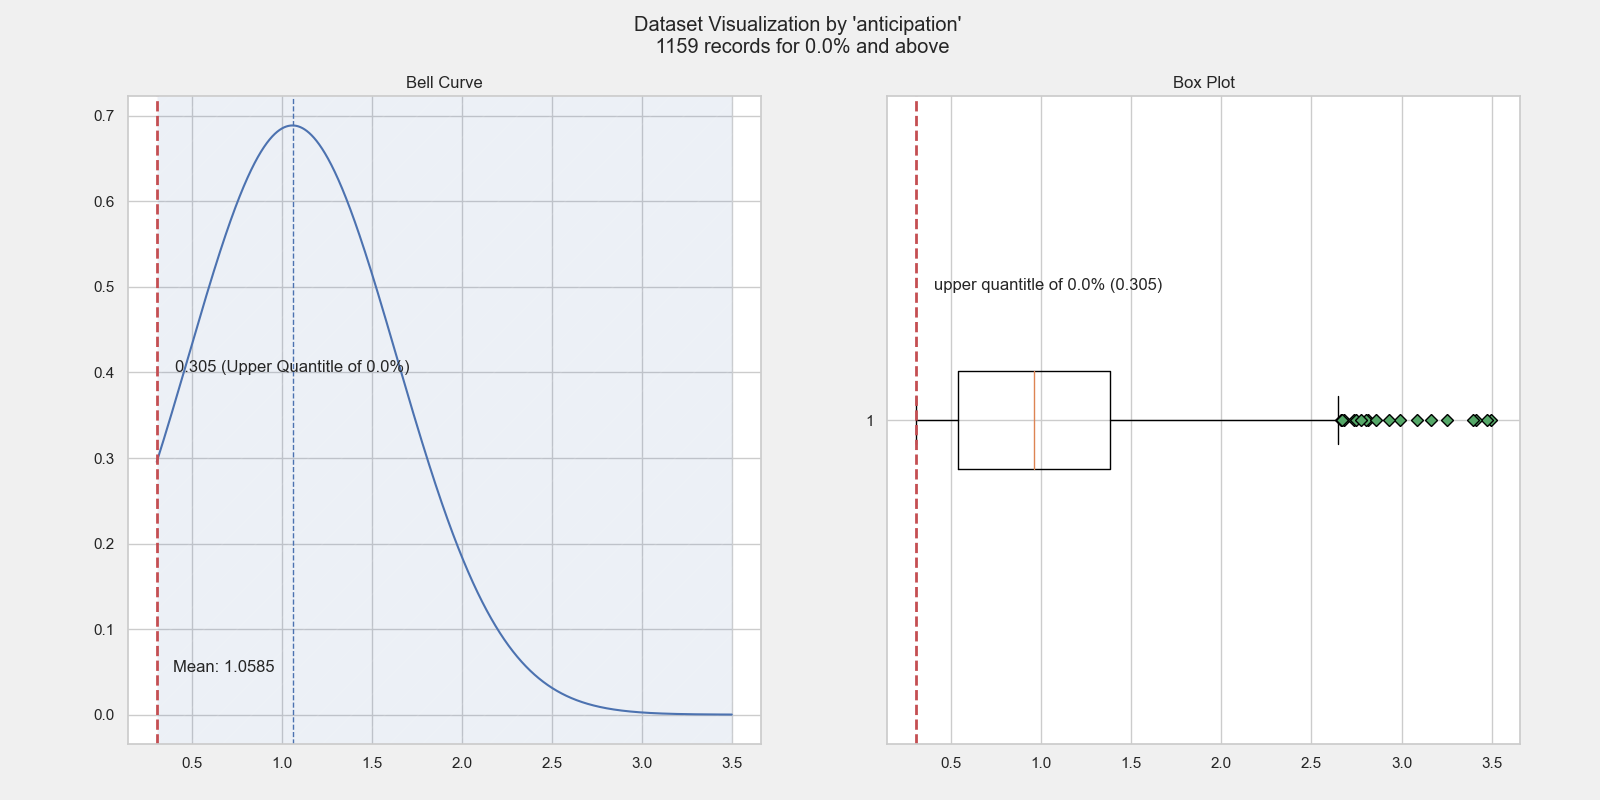 Dataset Visualization by 'anticipation'
1159 records for 0.0% and above
Bell Curve
0.7
0.6
0.5
0.4
0.3
0.2
0.1
0.0
0.305 (Upper Quantitle of 0.0%)
Mean: 1.0585
0.5 1.0 1.5 2.0 2.5 3.0 3.5
Box Plot
upper quantitle of 0.0% (0.305)
1
0.5 1.0 1.5 2.0 2.5 3.0 3.5